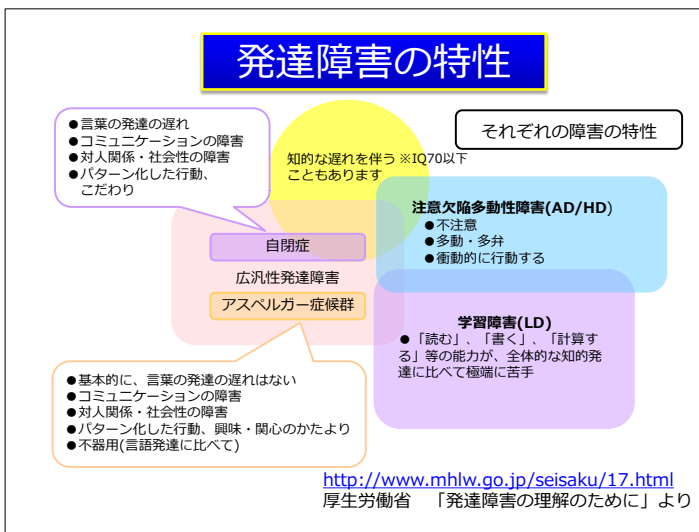 発達障害の特性
それぞれの障害の特性
●言葉の発達の遅れ
●コミュニケーションの障害
●対人関係・社会性の障害
●パターン化した行動、
こだわり
知的な遅れを伴う ※IQ70以下
こともあります
自閉症
広汎性発達障害
アスペルガー症候群
注意欠陥多動性障害(AD/HD)
●不注意
●多動・多弁
●衝動的に行動する
学習障害(LD)
●「読む」、「書く」、「計算す
る」等の能力が、全体的な知的発
達に比べて極端に苦手
●基本的に、言葉の発達の遅れはない
●コミュニケーションの障害
●対人関係・社会性の障害
●パターン化した行動、興味・関心のかたより
●不器用(言語発達に比べて)
http://www.mhlw.go.jp/seisaku/17.html
厚生労働省 「発達障害の理解のために」より